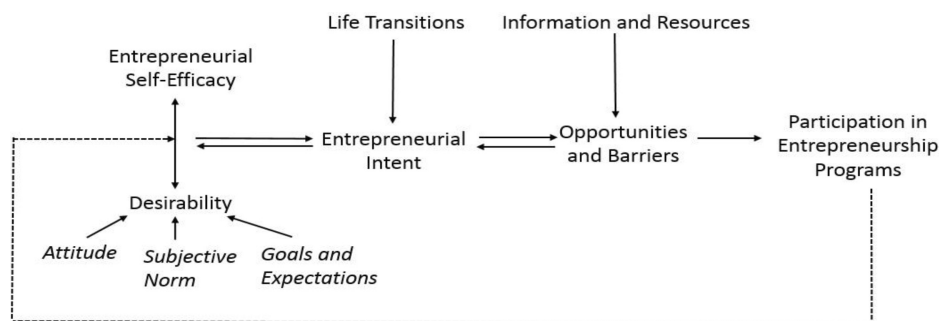 Life Transitions
Information and Resources
Entrepreneurial
Self-Efficacy
Entrepreneurial
Intent
Opportunities
and Barriers
Participation in
Entrepreneurship
Programs
Desirability
Attitude
Subjective
Norm
Goals and
Expectations